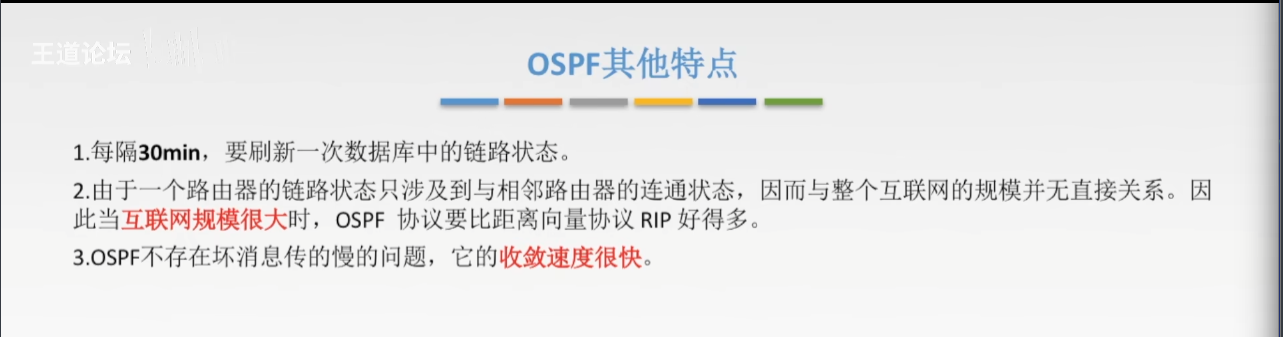 王道论坛
OSPF其他特点
1.每隔30min，要刷新一次数据库中的链路状态。
2.由于一个路由器的链路状态只涉及到与相邻路由器的连通状态，因而与整个互联网的规模并无直接关系。因
此当互联网规模很大时，OSPF 协议要比距离向量协议 RIP 好得多。
3.OSPF不存在坏消息传的慢的问题，它的收敛速度很快。